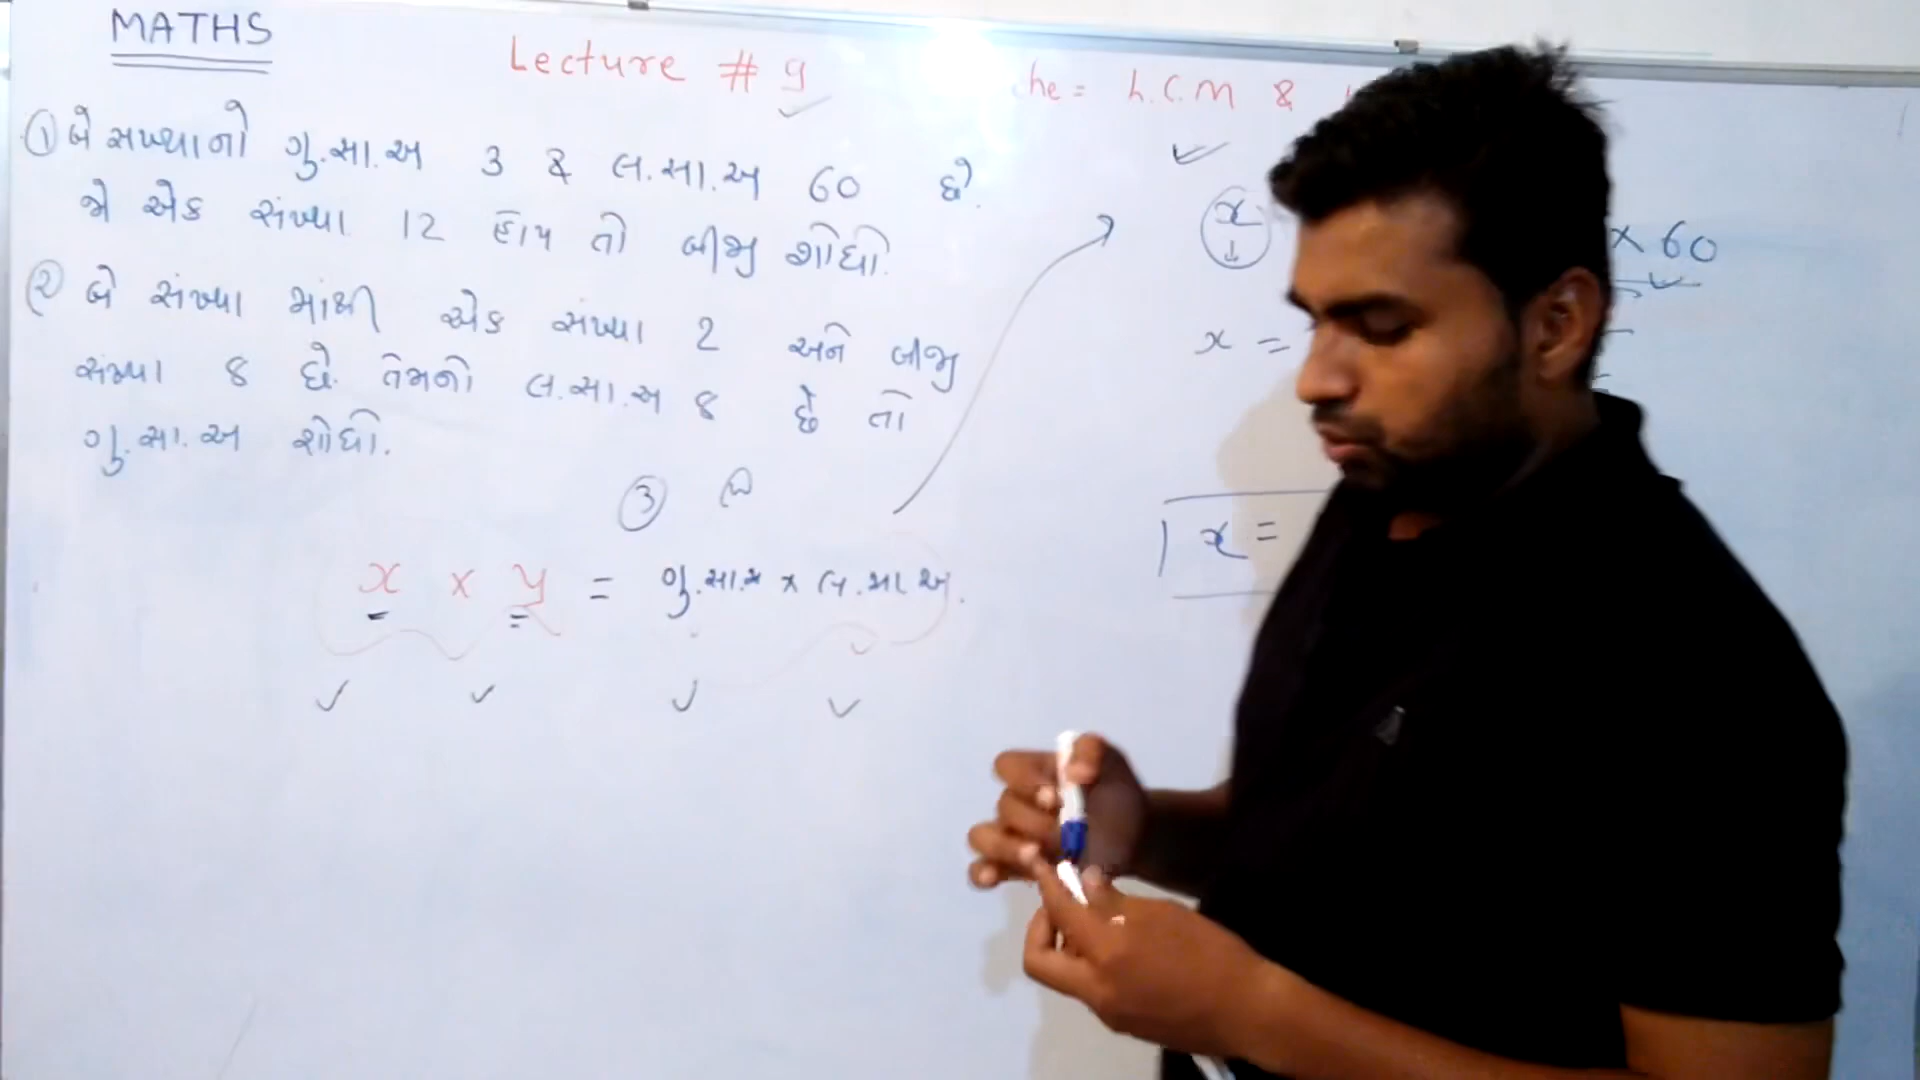 MATHS
Lecture # 9
he = L.C.M &
① બે સંખ્યાનો ગુ.સા.અ 3 & લ.સા.અ 60 છે.
જો એક સંખ્યા 12 હોય તો બીજી શોધો.
② બે સંખ્યા માંથી એક સંખ્યા 2 અને બીજી
સંખ્યા 8 છે. તેમનો લ.સા.અ 8 છે તો
ગુ.સા.અ શોધો.
③
x × y = ગુ.સા.અ × લ.સા.અ.
x
× 60
x =
x =